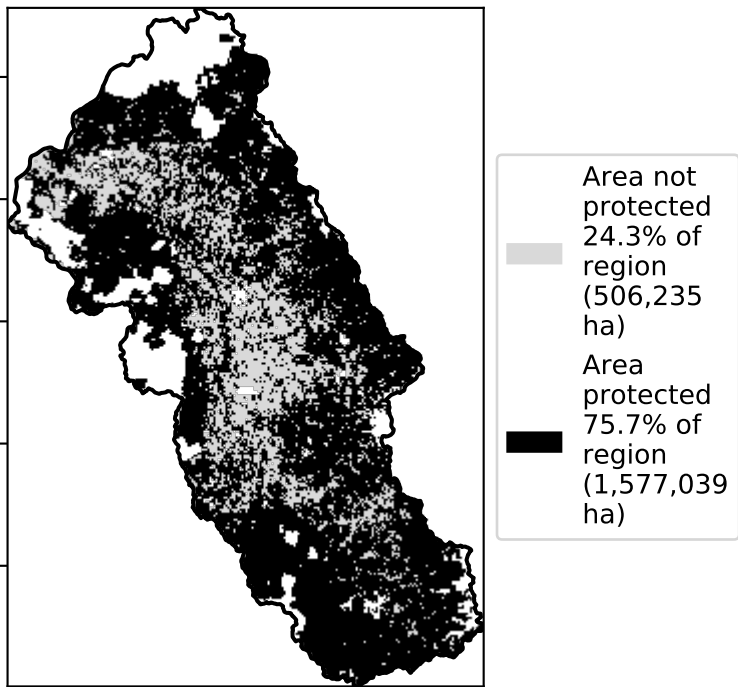 Area not
protected
24.3% of
region
(506,235
ha)
Area
protected
75.7% of
region
(1,577,039
ha)